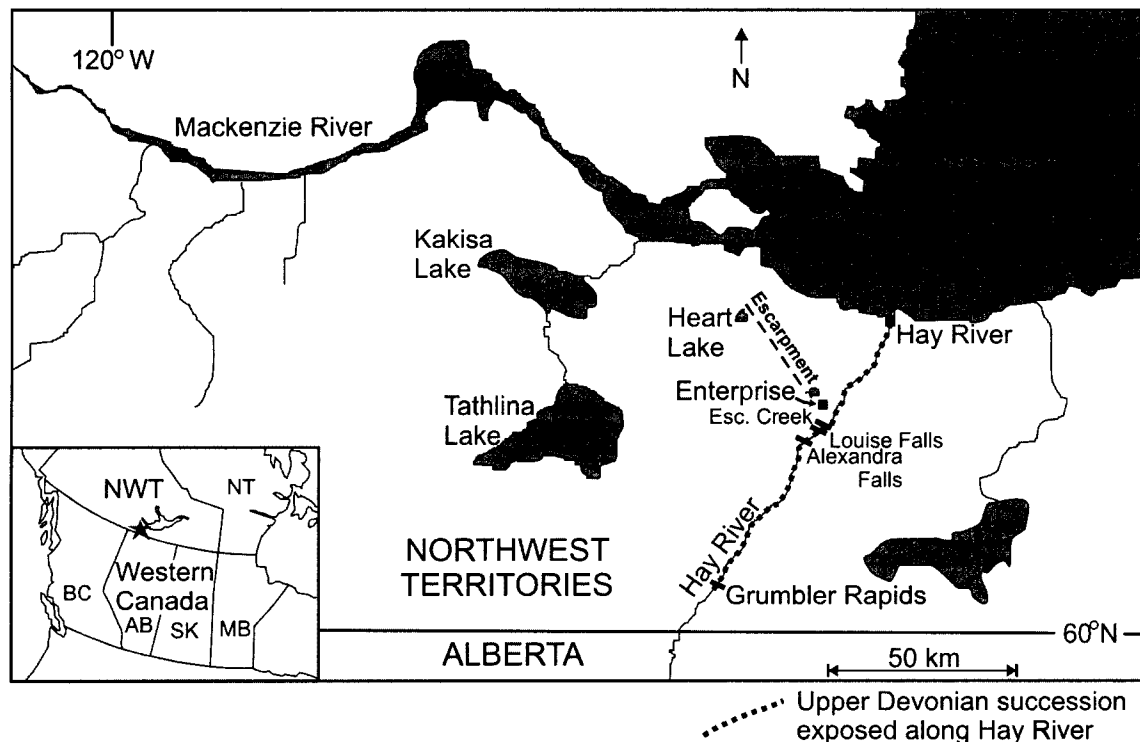 120° W
N
Mackenzie River
Kakisa
Lake
Heart
Lake
Escarpment
Hay River
Enterprise
Esc. Creek
Tathlina
Lake
Louise Falls
Alexandra
Falls
Hay River
NORTHWEST
TERRITORIES
Grumbler Rapids
60°N
ALBERTA
50 km
NWT
NT
BC
Western
Canada
AB
SK
MB
Upper Devonian succession
exposed along Hay River